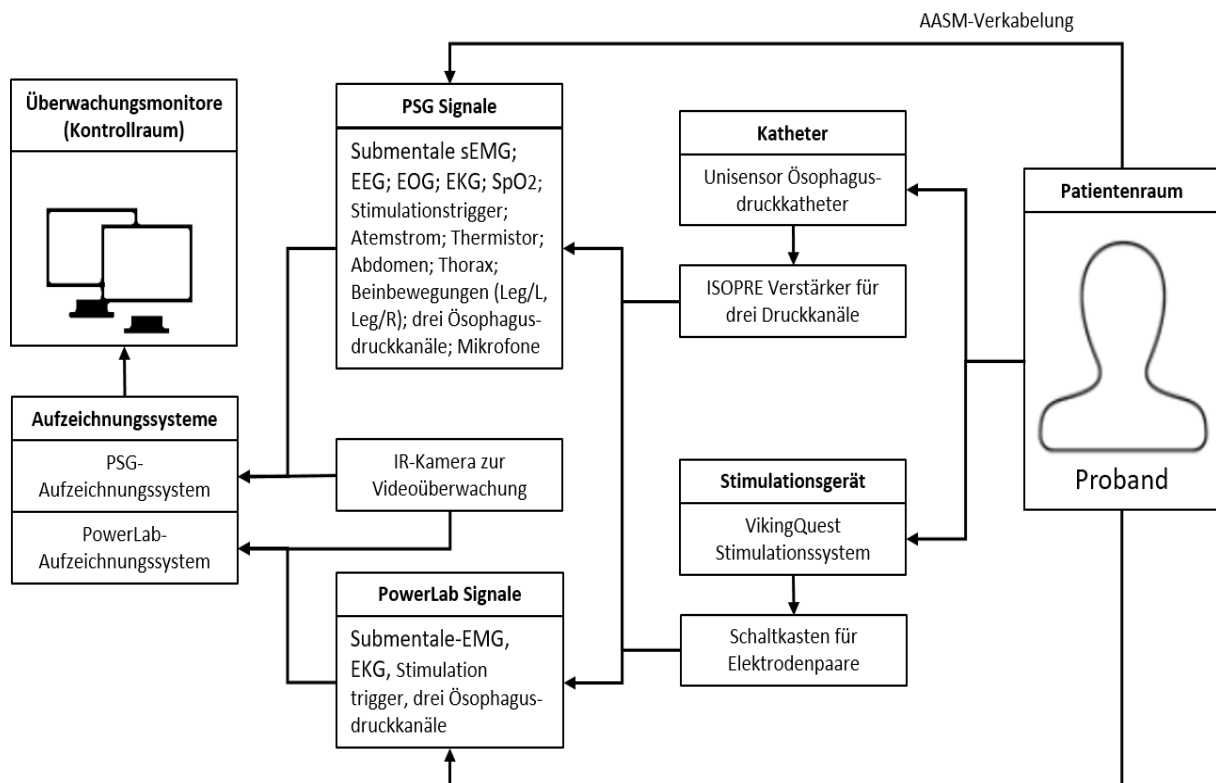 AASM-Verkabelung
Überwachungsmonitore
(Kontrollraum)
PSG Signale
Submentale sEMG;
EEG; EOG; EKG; SpO2;
Stimulationstrigger;
Atemstrom; Thermistor;
Abdomen; Thorax;
Beinbewegungen (Leg/L,
Leg/R); drei Ösophagus-
druckkanäle; Mikrofone
Katheter
Unisensor Ösophagus-
druckkatheter
ISOPRE Verstärker für
drei Druckkanäle
Patientenraum
Proband
Aufzeichnungssysteme
PSG-
Aufzeichnungssystem
PowerLab-
Aufzeichnungssystem
IR-Kamera zur
Videoüberwachung
Stimulationsgerät
VikingQuest
Stimulationssystem
Schaltkasten für
Elektrodenpaare
PowerLab Signale
Submentale-EMG,
EKG, Stimulation
trigger, drei Ösophagus-
druckkanäle